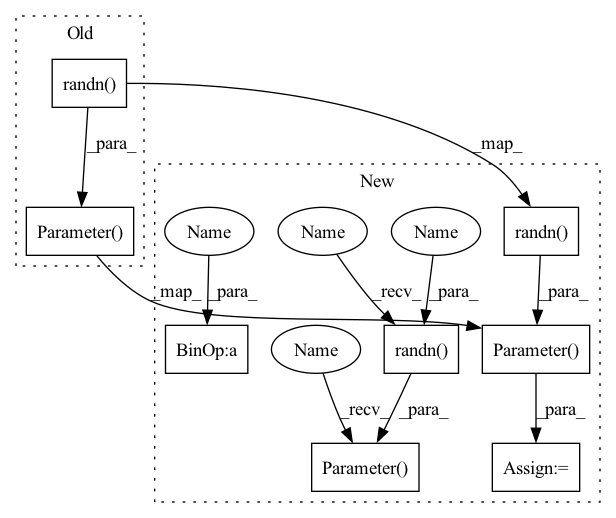 Old
randn()
_para_
_map_
New
Parameter()
Name
Name
Name
randn()
_map_
_para_
_recv_
_para_
_para_
BinOp:a
Name
randn()
Parameter()
_recv_
_para_
_para_
Parameter()
Assign:=